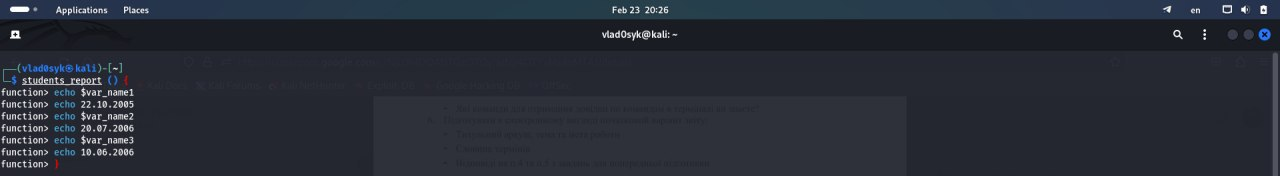 Applications Places Feb 23 20:26 en
vlad0syk@kali: ~
┌──(vlad0syk㉿kali)-[~]
└─$ students_report () {
function> echo $var_name1
function> echo 22.10.2005
function> echo $var_name2
function> echo 20.07.2006
function> echo $var_name3
function> echo 10.06.2006
function> }